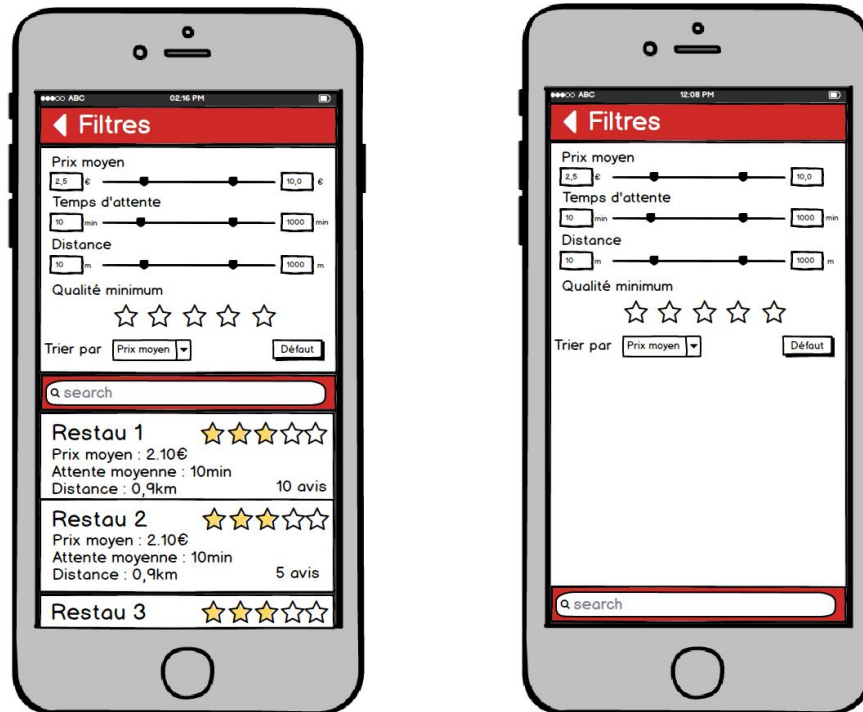 ABC 02:16 PM
Filtres
Prix moyen
2,5 € 10,0 €
Temps d'attente
10 min 1000 min
Distance
10 m 1000 m
Qualité minimum
Trier par Prix moyen Défaut
search
Restau 1
Prix moyen : 2.10€
Attente moyenne : 10min
Distance : 0,9km 10 avis
Restau 2
Prix moyen : 2.10€
Attente moyenne : 10min
Distance : 0,9km 5 avis
Restau 3
ABC 12:08 PM
Filtres
Prix moyen
2,5 € 10,0
Temps d'attente
10 min 1000 min
Distance
10 m 1000 m
Qualité minimum
Trier par Prix moyen Défaut
search